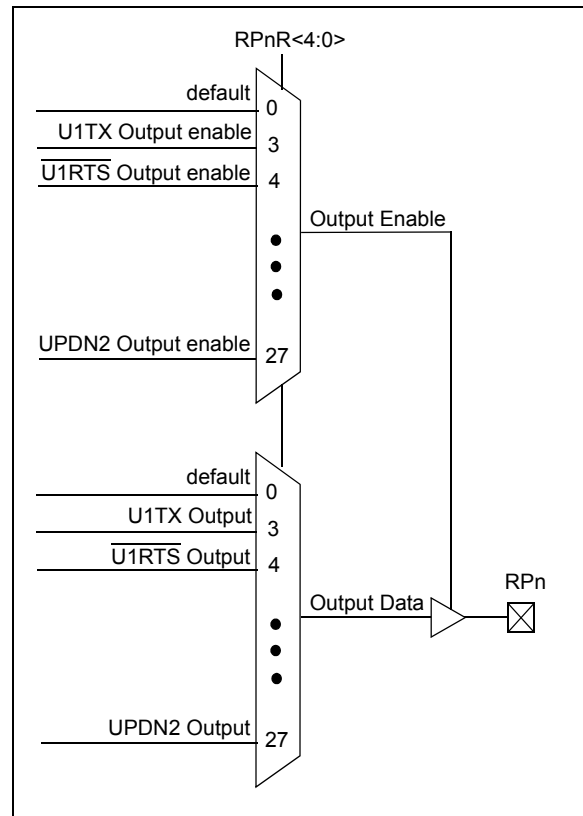 RPnR<4:0>
default
0
U1TX Output enable
3
U1RTS Output enable
4
Output Enable
UPDN2 Output enable
27
default
0
U1TX Output
3
U1RTS Output
4
RPn
Output Data
UPDN2 Output
27